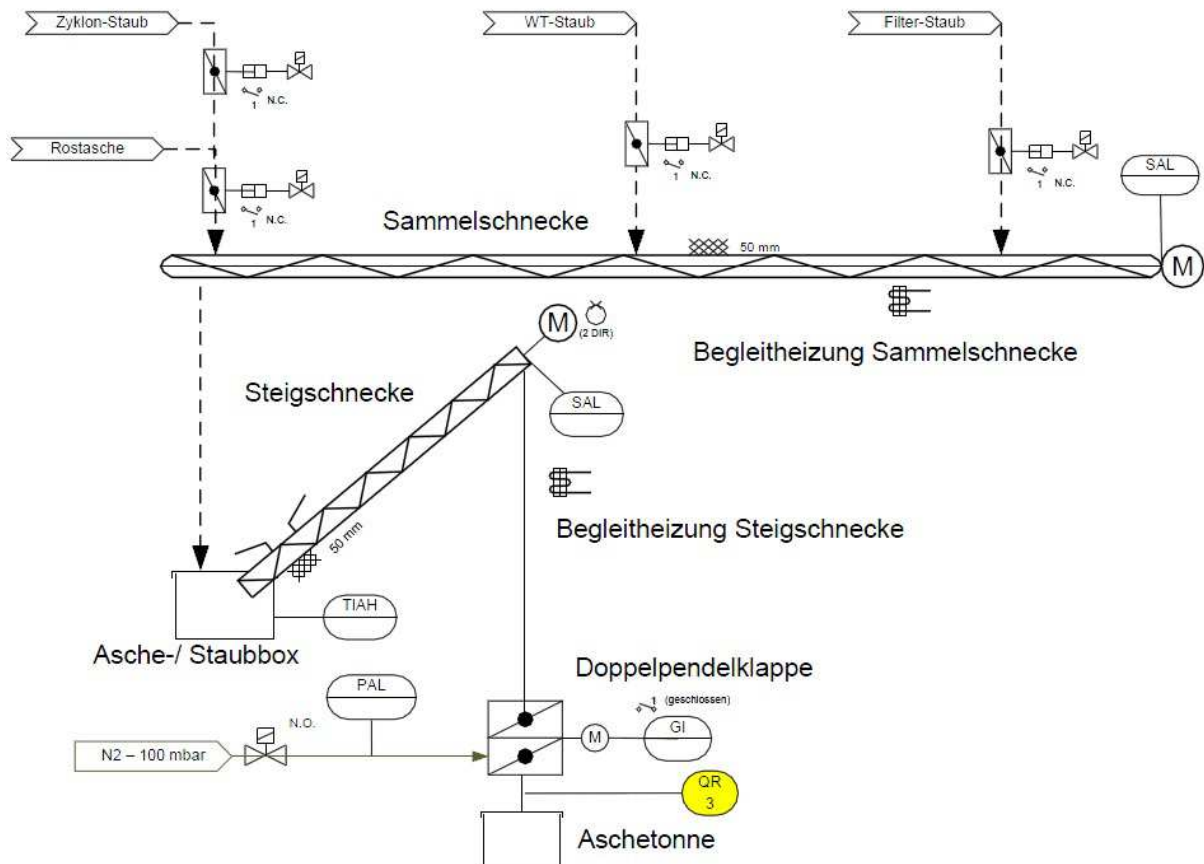 Zyklon-Staub
WT-Staub
Filter-Staub
1 N.C.
Rostasche
1 N.C.
1 N.C.
1 N.C.
SAL
Sammelschnecke
50 mm
M
M
(2 DIR)
Begleitheizung Sammelschnecke
Steigschnecke
SAL
Begleitheizung Steigschnecke
50 mm
TIAH
Asche-/ Staubbox
Doppelpendelklappe
PAL
1 (geschlossen)
N.O.
GI
M
N2 – 100 mbar
QR
3
Aschetonne